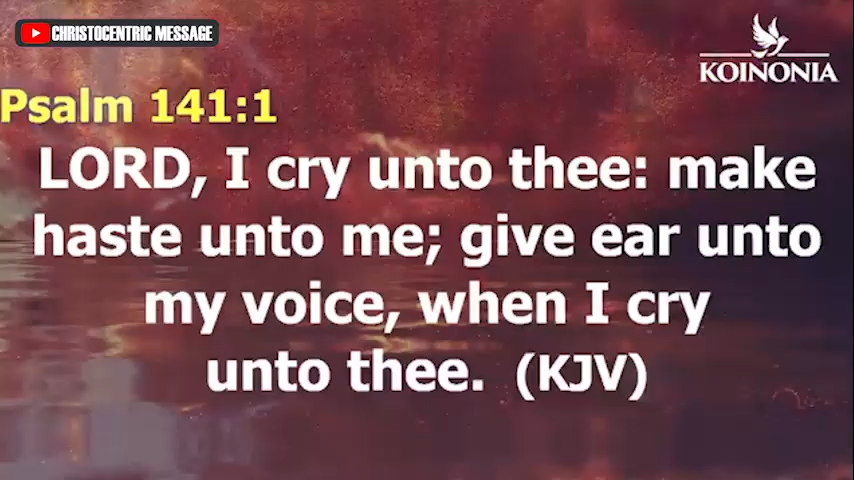 CHRISTOCENTRIC MESSAGE
KOINONIA
Psalm 141:1
LORD, I cry unto thee: make
haste unto me; give ear unto
my voice, when I cry
unto thee. (KJV)